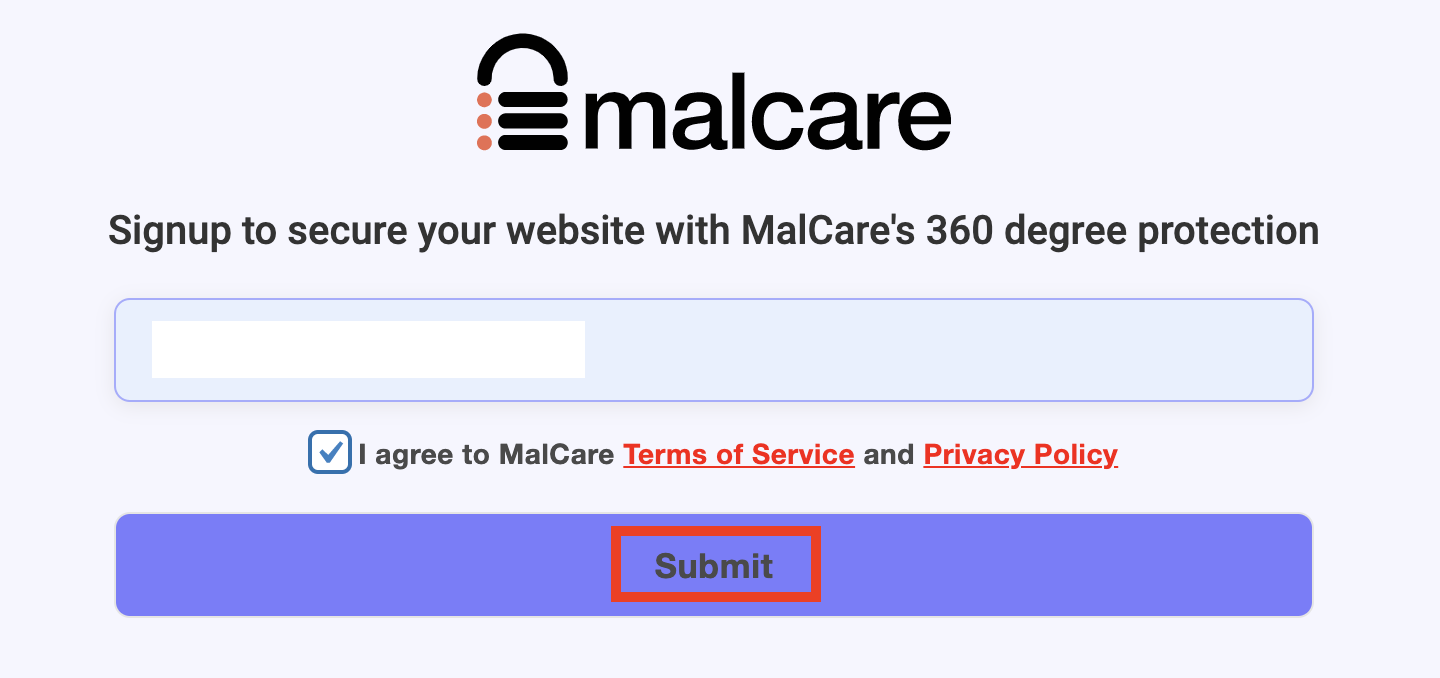 malcare
Signup to secure your website with MalCare's 360 degree protection
I agree to MalCare Terms of Service and Privacy Policy
Submit